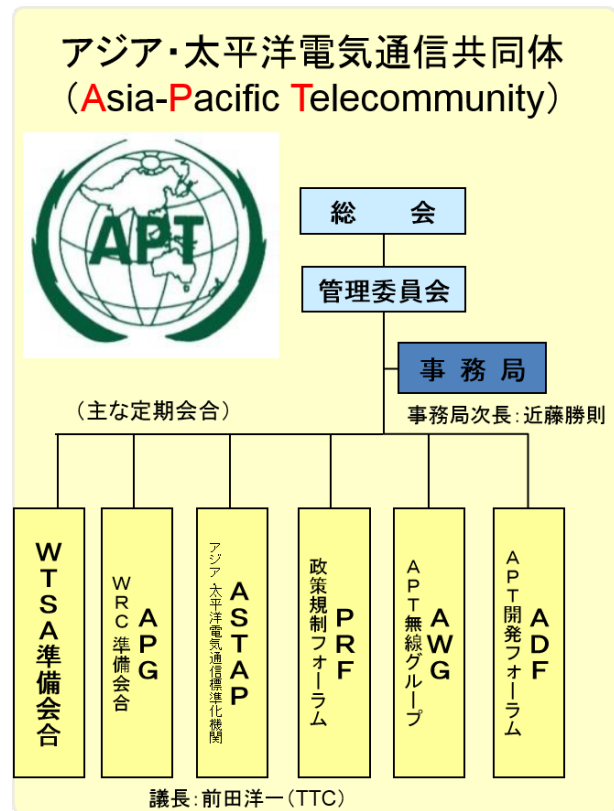 アジア・太平洋電気通信共同体
（Asia-Pacific Telecommunity）
APT
総　会
管理委員会
事務局
（主な定期会合）
事務局次長：近藤勝則
WTSA準備会合
APG
WRC準備会合
ASTAP
アジア 太平洋電気通信標準化機関
PRF
政策規制フォーラム
AWG
APT無線グループ
ADF
APT開発フォーラム
議長：前田洋一（TTC）